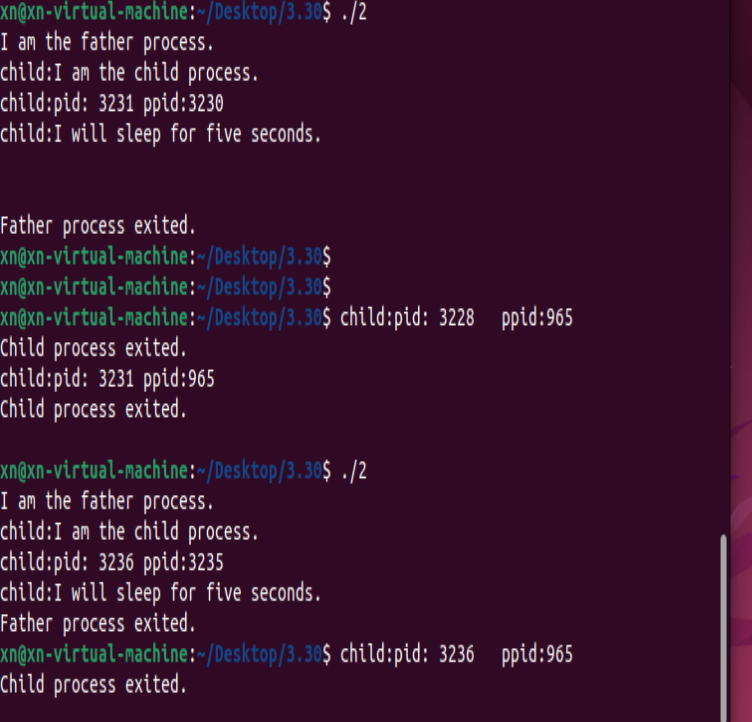 xn@xn-virtual-machine:~/Desktop/3.30$ ./2
I am the father process.
child:I am the child process.
child:pid: 3231 ppid:3230
child:I will sleep for five seconds.
Father process exited.
xn@xn-virtual-machine:~/Desktop/3.30$
xn@xn-virtual-machine:~/Desktop/3.30$
xn@xn-virtual-machine:~/Desktop/3.30$ child:pid: 3228   ppid:965
Child process exited.
child:pid: 3231 ppid:965
Child process exited.
xn@xn-virtual-machine:~/Desktop/3.30$ ./2
I am the father process.
child:I am the child process.
child:pid: 3236 ppid:3235
child:I will sleep for five seconds.
Father process exited.
xn@xn-virtual-machine:~/Desktop/3.30$ child:pid: 3236   ppid:965
Child process exited.